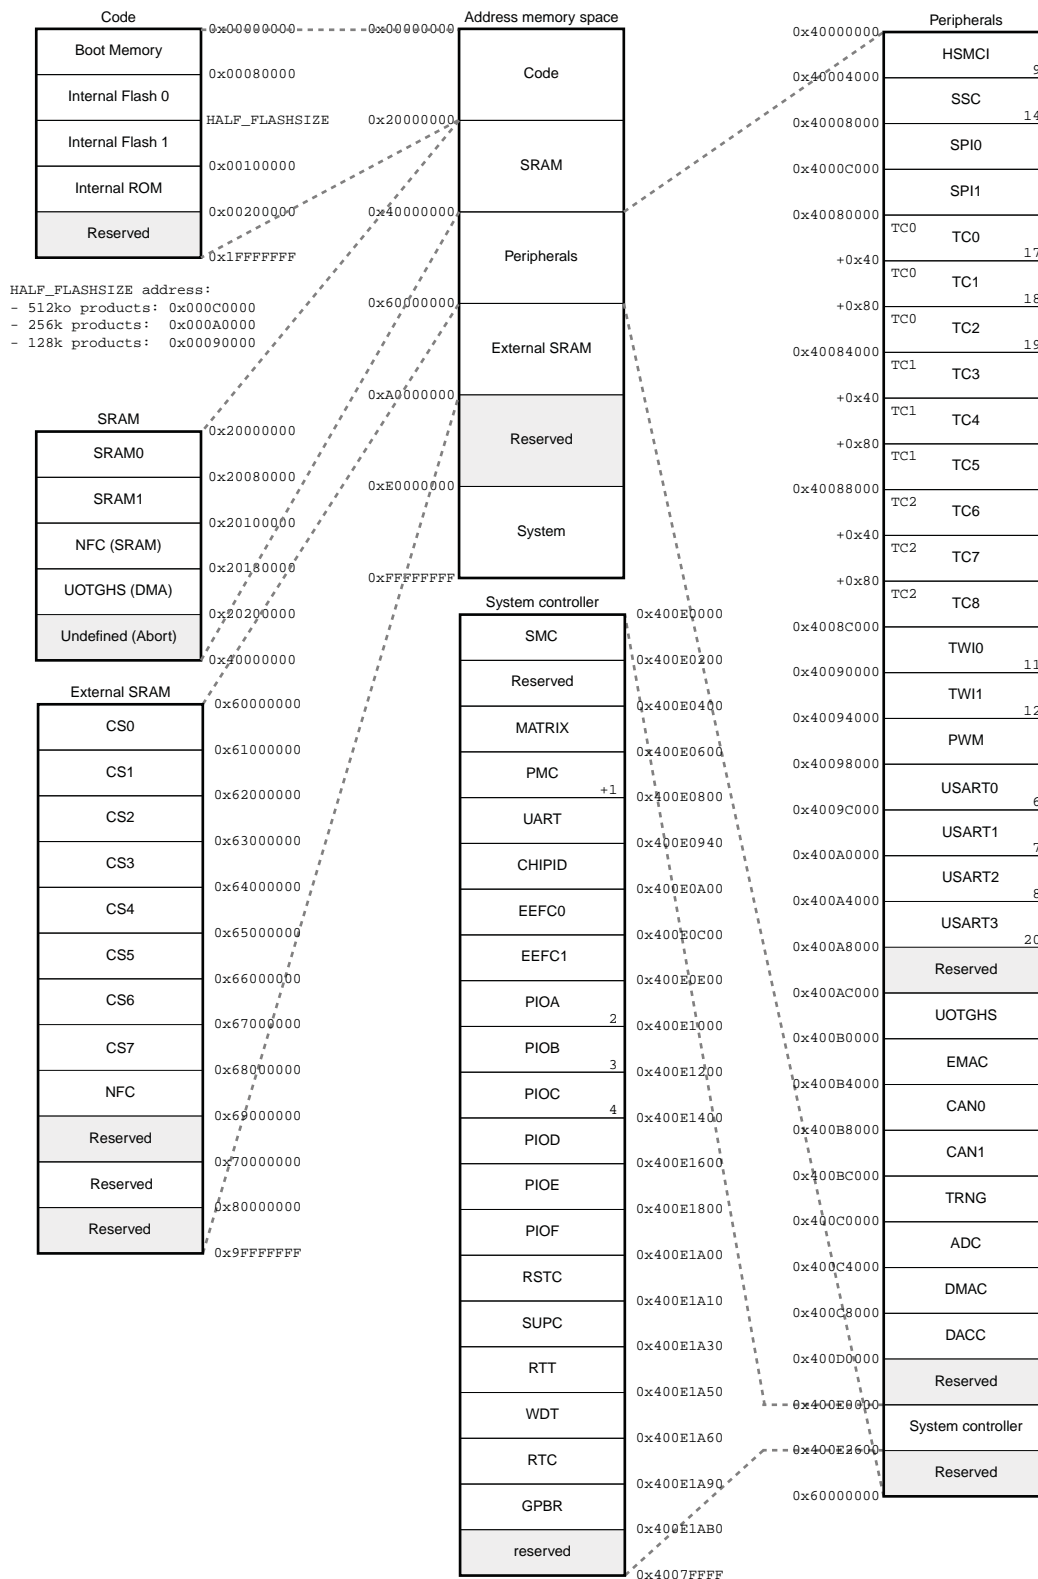 Code
0x00000000
Boot Memory
0x00080000
Internal Flash 0
HALF_FLASHSIZE
Internal Flash 1
0x00100000
Internal ROM
0x00200000
Reserved
0x1FFFFFFF
HALF_FLASHSIZE address:
- 512ko products: 0x000C0000
- 256k products: 0x000A0000
- 128k products: 0x00090000
SRAM
0x20000000
SRAM0
0x20080000
SRAM1
0x20100000
NFC (SRAM)
0x20180000
UOTGHS (DMA)
0x20200000
Undefined (Abort)
0x40000000
External SRAM
0x60000000
CS0
0x61000000
CS1
0x62000000
CS2
0x63000000
CS3
0x64000000
CS4
0x65000000
CS5
0x66000000
CS6
0x67000000
CS7
0x68000000
NFC
0x69000000
Reserved
0x70000000
Reserved
0x80000000
Reserved
0x9FFFFFFF
Address memory space
0x00000000
Code
0x20000000
SRAM
0x40000000
Peripherals
0x60000000
External SRAM
0xA0000000
Reserved
0xE0000000
System
0xFFFFFFFF
System controller
0x400E0000
SMC
0x400E0200
Reserved
0x400E0400
MATRIX
0x400E0600
PMC
+1
0x400E0800
UART
0x400E0940
CHIPID
0x400E0A00
EEFC0
0x400E0C00
EEFC1
0x400E0E00
PIOA
2
0x400E1000
PIOB
3
0x400E1200
PIOC
4
0x400E1400
PIOD
0x400E1600
PIOE
0x400E1800
PIOF
0x400E1A00
RSTC
0x400E1A10
SUPC
0x400E1A30
RTT
0x400E1A50
WDT
0x400E1A60
RTC
0x400E1A90
GPBR
0x400E1AB0
reserved
0x4007FFFF
Peripherals
0x40000000
HSMCI
9
0x40004000
SSC
14
0x40008000
SPI0
0x4000C000
SPI1
0x40080000
TC0 TC0
17
+0x40
TC0 TC1
18
+0x80
TC0 TC2
19
0x40084000
TC1 TC3
+0x40
TC1 TC4
+0x80
TC1 TC5
0x40088000
TC2 TC6
+0x40
TC2 TC7
+0x80
TC2 TC8
0x4008C000
TWI0
11
0x40090000
TWI1
12
0x40094000
PWM
0x40098000
USART0
6
0x4009C000
USART1
7
0x400A0000
USART2
8
0x400A4000
USART3
20
0x400A8000
Reserved
0x400AC000
UOTGHS
0x400B0000
EMAC
0x400B4000
CAN0
0x400B8000
CAN1
0x400BC000
TRNG
0x400C0000
ADC
0x400C4000
DMAC
0x400C8000
DACC
0x400D0000
Reserved
0x400E0000
System controller
0x400E2600
Reserved
0x60000000